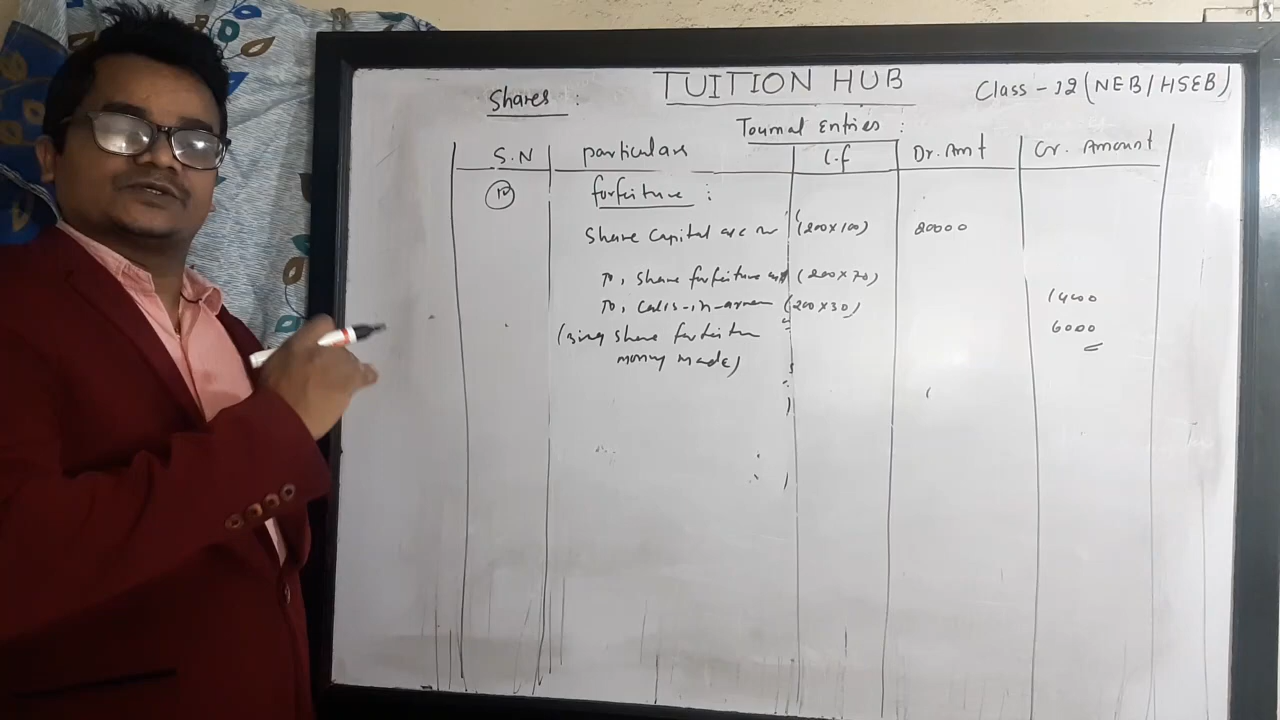 TUITION HUB
Class - 12 (NEB/HSEB)
Shares :
Journal Entries :
S.N particulars L.f Dr. Amt Cr. Amount
forfeiture :
Share Capital a/c Dr (200x100) 20000
To, Share forfeiture a/c (200x70) 14000
To, Calls-in-arrear (200x30) 6000
(Being share forfeiture
money made)